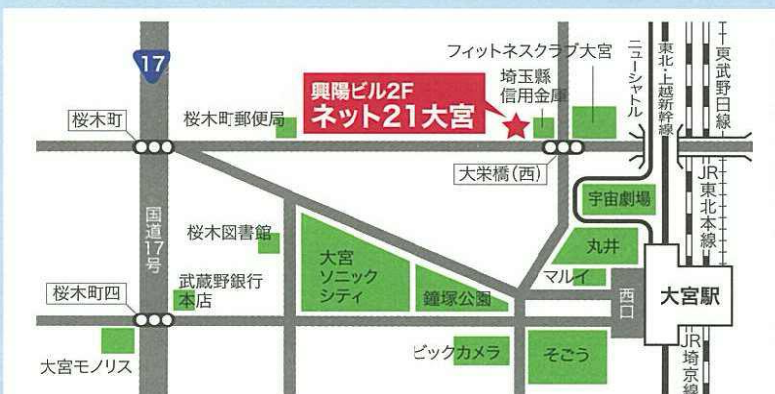 17
フィットネスクラブ大宮
ニューシャトル
東北・上越新幹線
東武野田線
興陽ビル2F
ネット21大宮
埼玉縣
信用金庫
桜木町
桜木町郵便局
大栄橋(西)
JR東北本線
宇宙劇場
国道17号
桜木図書館
大宮
ソニック
シティ
丸井
マルイ
武蔵野銀行
本店
鐘塚公園
西口
大宮駅
桜木町四
大宮モノリス
ビックカメラ
そごう
JR埼京線